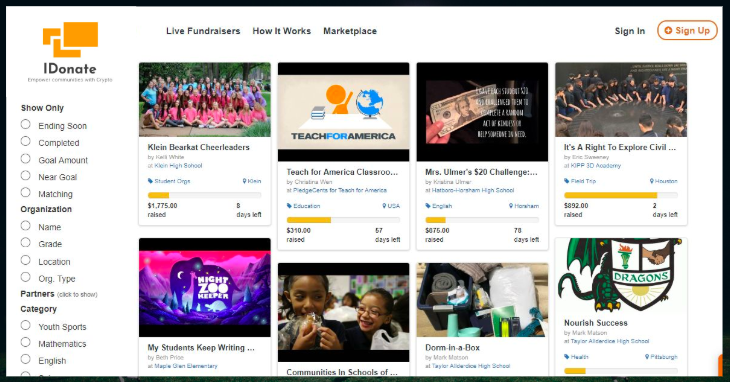 Live Fundraisers How It Works Marketplace Sign In Sign Up
IDonate
Empower communities with Crypto
Show Only
Ending Soon
Completed
Goal Amount
Near Goal
Matching
Organization
Name
Grade
Location
Org. Type
Partners (click to show)
Category
Youth Sports
Mathematics
English
Klein Bearkat Cheerleaders
by Kelli White
at Klein High School
Student Orgs Klein
$1,775.00 8
raised days left
TEACHFORAMERICA
Teach for America Classroo...
by Christina Wen
at PledgeCents for Teach for America
Education USA
$310.00 57
raised days left
I GAVE EACH STUDENT $20
AND CHALLENGED THEM TO
COMPLETE A RANDOM
ACT OF KINDNESS OR
HELP SOMEONE IN NEED.
Mrs. Ulmer's $20 Challenge:...
by Kristina Ulmer
at Hatboro-Horsham High School
English Horsham
$675.00 78
raised days left
It's A Right To Explore Civil ...
by Eric Sweeney
at KIPP 3D Academy
Field Trip Houston
$892.00 2
raised days left
NIGHT
ZOO
KEEPER
My Students Keep Writing ...
by Beth Price
at Maple Glen Elementary
Communities In Schools of ...
Dorm-in-a-Box
by Mark Matson
at Taylor Allderdice High School
DRAGONS
Nourish Success
by Mark Matson
at Taylor Allderdice High School
Health Pittsburgh